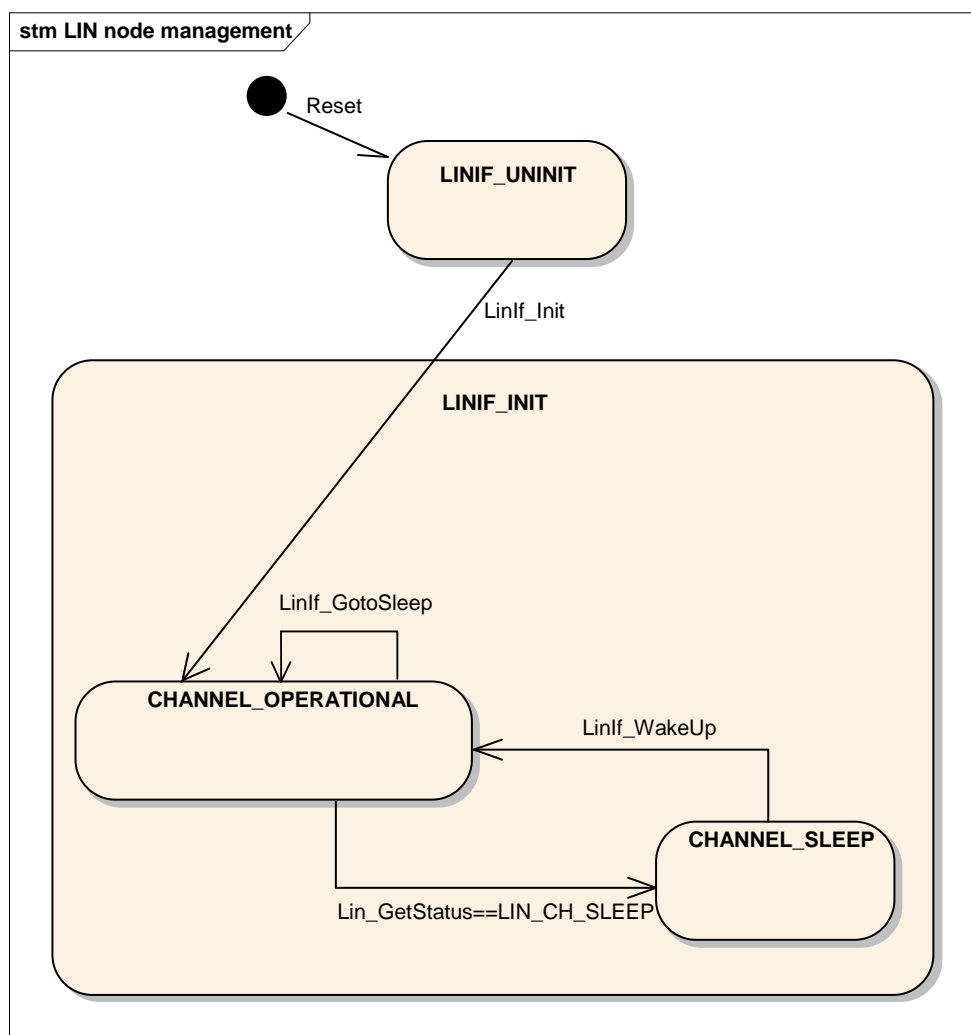 stm LIN node management
Reset
LINIF_UNINIT
LinIf_Init
LINIF_INIT
LinIf_GotoSleep
CHANNEL_OPERATIONAL
LinIf_WakeUp
CHANNEL_SLEEP
Lin_GetStatus==LIN_CH_SLEEP